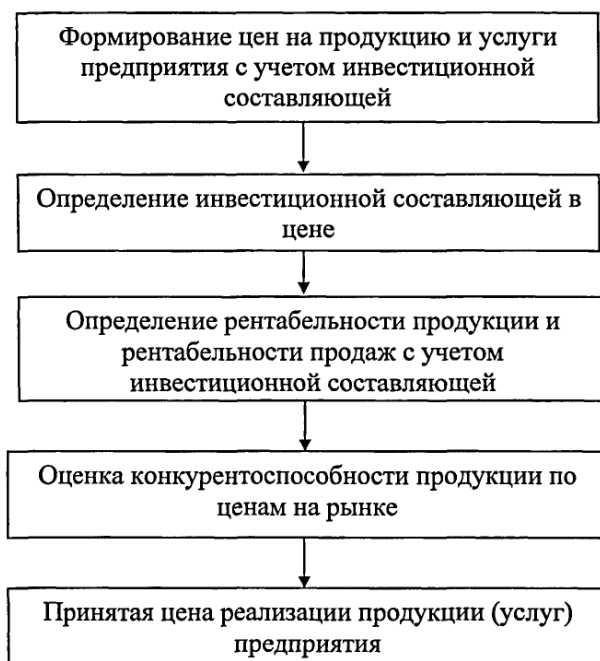 Формирование цен на продукцию и услуги
предприятия с учетом инвестиционной
составляющей
Определение инвестиционной составляющей в
цене
Определение рентабельности продукции и
рентабельности продаж с учетом
инвестиционной составляющей
Оценка конкурентоспособности продукции по
ценам на рынке
Принятая цена реализации продукции (услуг)
предприятия